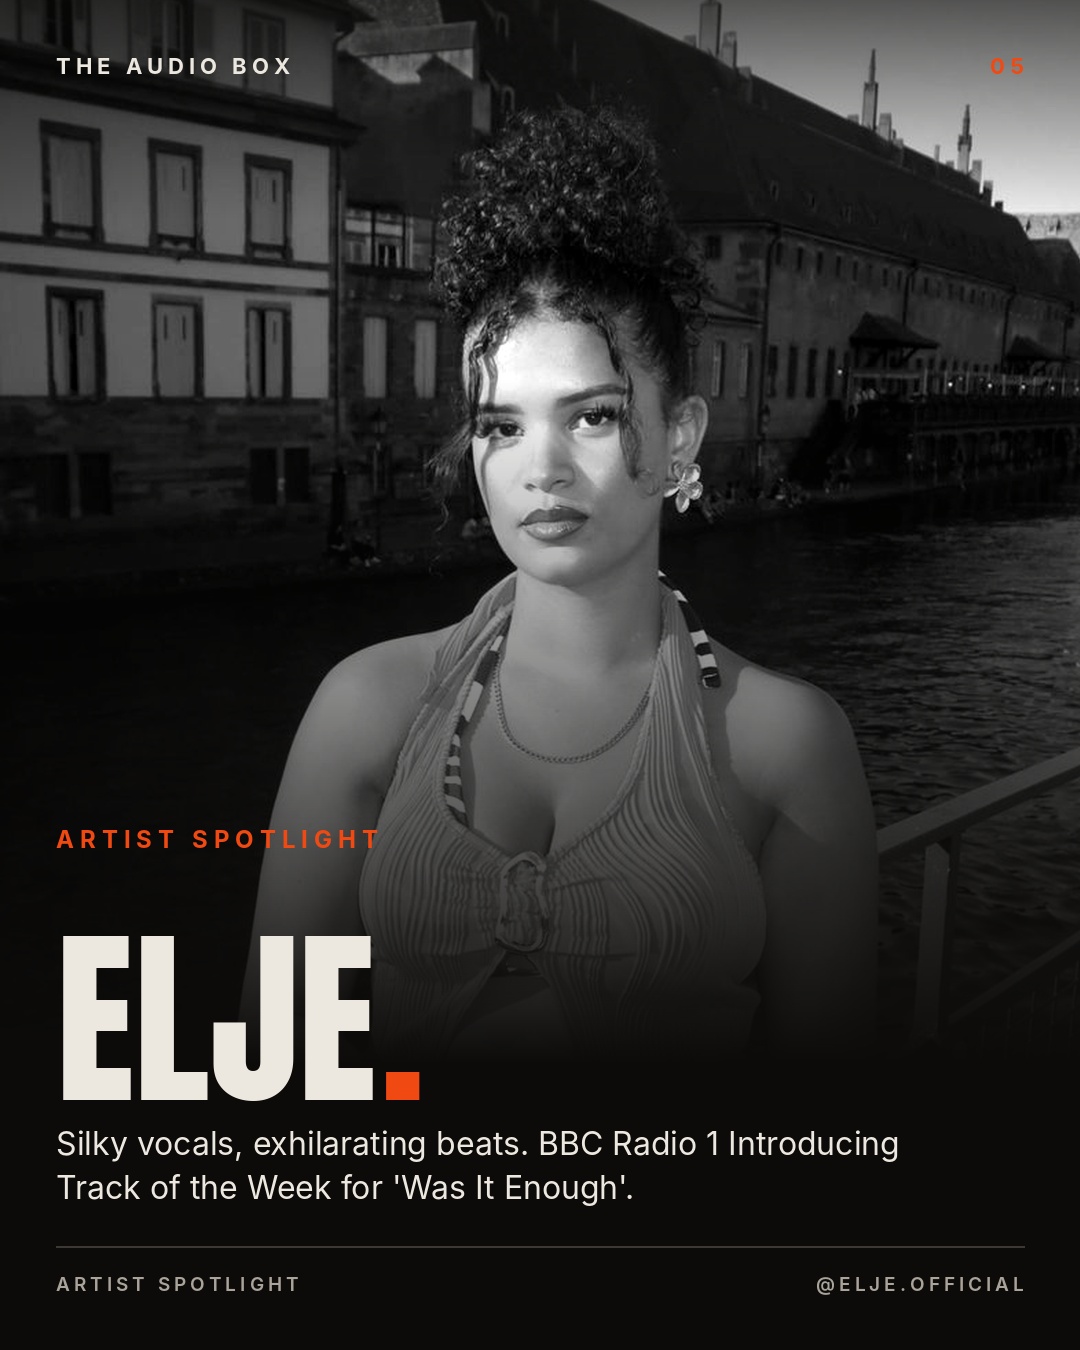 THE AUDIO BOX
05
ARTIST SPOTLIGHT
ELJE.
Silky vocals, exhilarating beats. BBC Radio 1 Introducing
Track of the Week for 'Was It Enough'.
ARTIST SPOTLIGHT
@ELJE.OFFICIAL